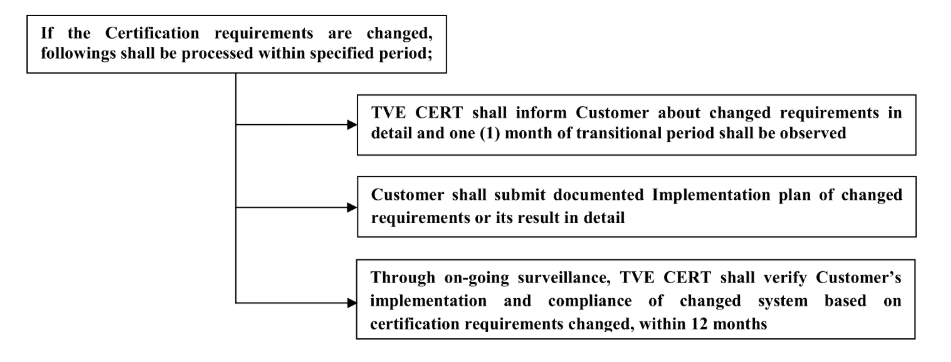 If the Certification requirements are changed,
followings shall be processed within specified period;
TVE CERT shall inform Customer about changed requirements in
detail and one (1) month of transitional period shall be observed
Customer shall submit documented Implementation plan of changed
requirements or its result in detail
Through on-going surveillance, TVE CERT shall verify Customer's
implementation and compliance of changed system based on
certification requirements changed, within 12 months